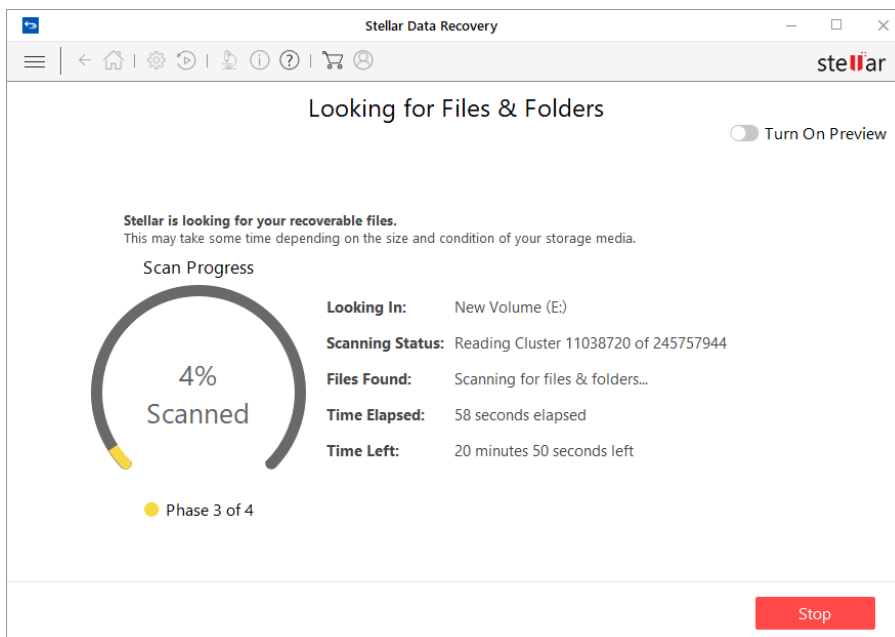 Stellar Data Recovery
stellar
Looking for Files & Folders
Turn On Preview
Stellar is looking for your recoverable files.
This may take some time depending on the size and condition of your storage media.
Scan Progress
4%
Scanned
Looking In: New Volume (E:)
Scanning Status: Reading Cluster 11038720 of 245757944
Files Found: Scanning for files & folders...
Time Elapsed: 58 seconds elapsed
Time Left: 20 minutes 50 seconds left
Phase 3 of 4
Stop